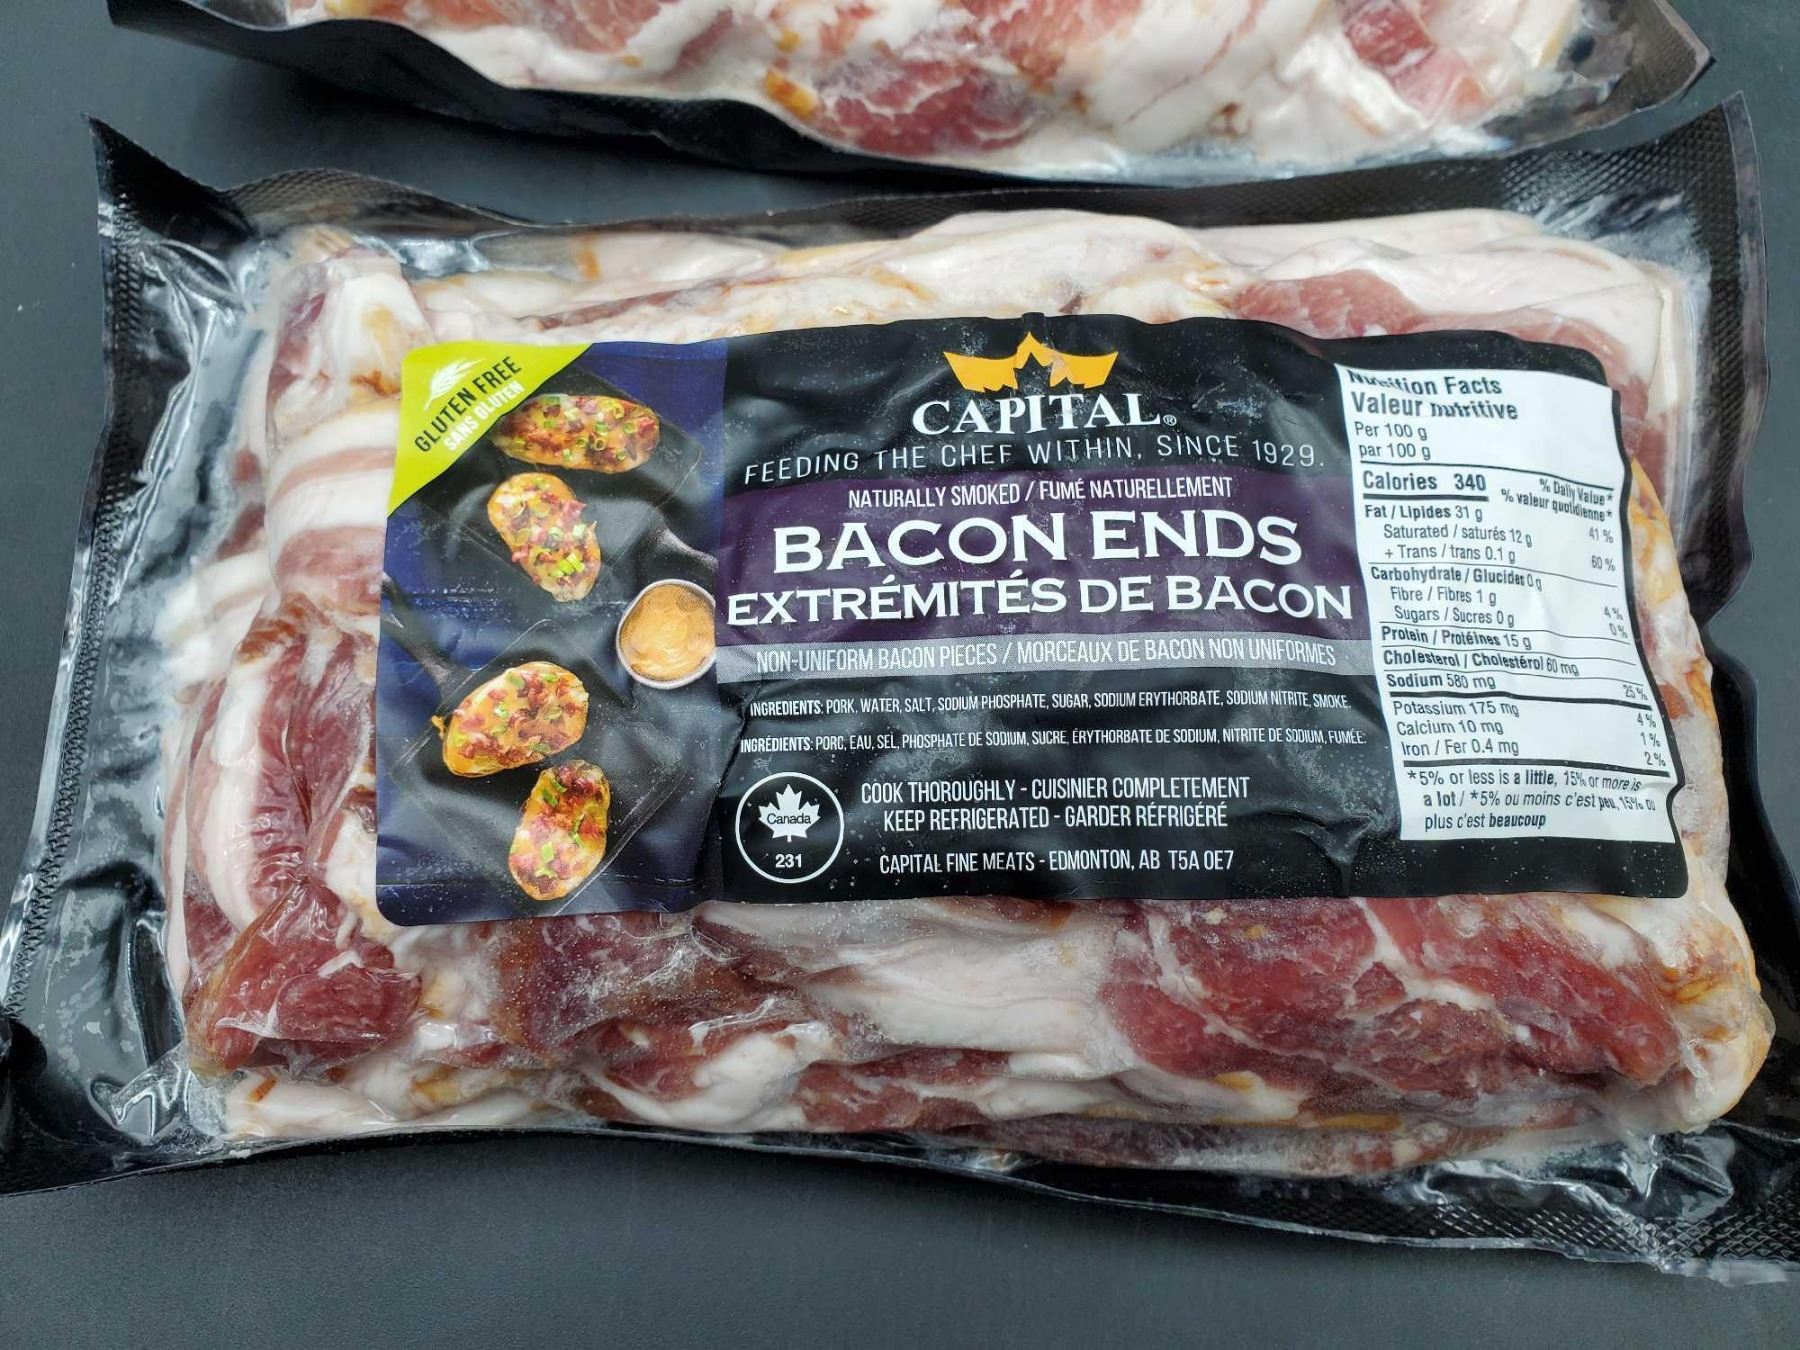 GLUTEN FREE
SANS GLUTEN
CAPITAL®
FEEDING THE CHEF WITHIN, SINCE 1929.
NATURALLY SMOKED / FUMÉ NATURELLEMENT
BACON ENDS
EXTRÉMITÉS DE BACON
NON-UNIFORM BACON PIECES / MORCEAUX DE BACON NON UNIFORMES
INGREDIENTS: PORK, WATER, SALT, SODIUM PHOSPHATE, SUGAR, SODIUM ERYTHORBATE, SODIUM NITRITE, SMOKE.
INGRÉDIENTS: PORC, EAU, SEL, PHOSPHATE DE SODIUM, SUCRE, ÉRYTHORBATE DE SODIUM, NITRITE DE SODIUM, FUMÉE.
Canada
231
COOK THOROUGHLY - CUISINIER COMPLETEMENT
KEEP REFRIGERATED - GARDER RÉFRIGÉRÉ
CAPITAL FINE MEATS - EDMONTON, AB T5A 0E7
Nutrition Facts
Valeur nutritive
Per 100 g
par 100 g
Calories 340
% Daily Value*
% valeur quotidienne*
Fat / Lipides 31 g 41 %
Saturated / saturés 12 g
+ Trans / trans 0.1 g 60 %
Carbohydrate / Glucides 0 g
Fibre / Fibres 1 g 4 %
Sugars / Sucres 0 g 0 %
Protein / Protéines 15 g
Cholesterol / Cholestérol 60 mg
Sodium 580 mg 25 %
Potassium 175 mg 4 %
Calcium 10 mg 1 %
Iron / Fer 0.4 mg 2 %
*5% or less is a little, 15% or more is
a lot / *5% ou moins c'est peu, 15% ou
plus c'est beaucoup